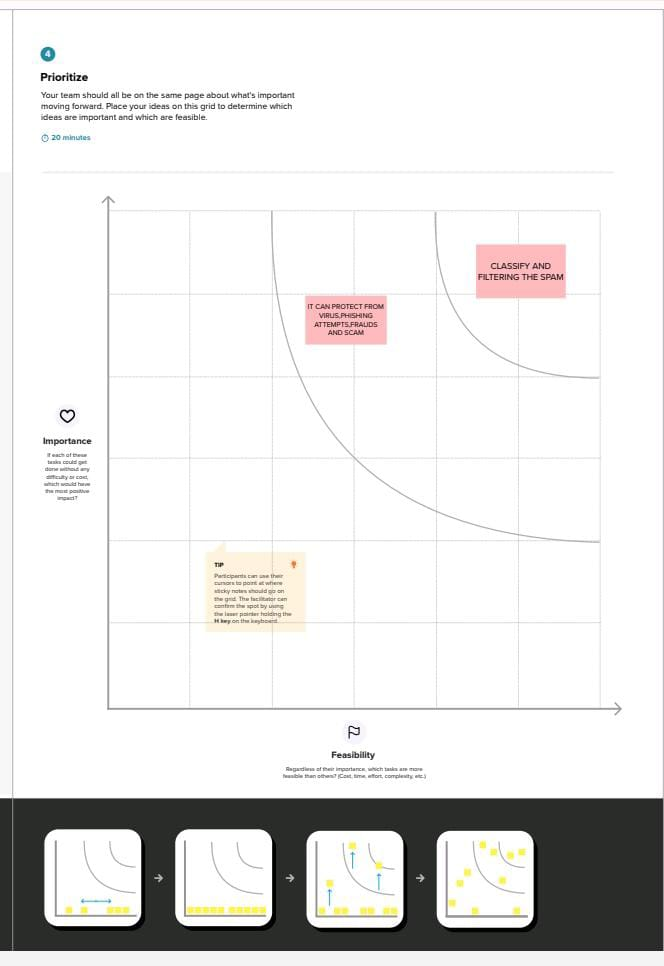 4
Prioritize
Your team should all be on the same page about what's important
moving forward. Place your ideas on this grid to determine which
ideas are important and which are feasible.
20 minutes
CLASSIFY AND
FILTERING THE SPAM
IT CAN PROTECT FROM
VIRUS,PHISHING
ATTEMPTS,FRAUDS
AND SCAM
Importance
If each of these
tasks could get
done without any
difficulty or cost,
which would have
the most positive
impact?
TIP
Participants can use their
cursors to point at where
sticky notes should go on
the grid. The facilitator can
confirm the spot by using
the laser pointer holding the
H key on the keyboard.
Feasibility
Regardless of their importance, which tasks are more
feasible than others? (Cost, time, effort, complexity, etc.)